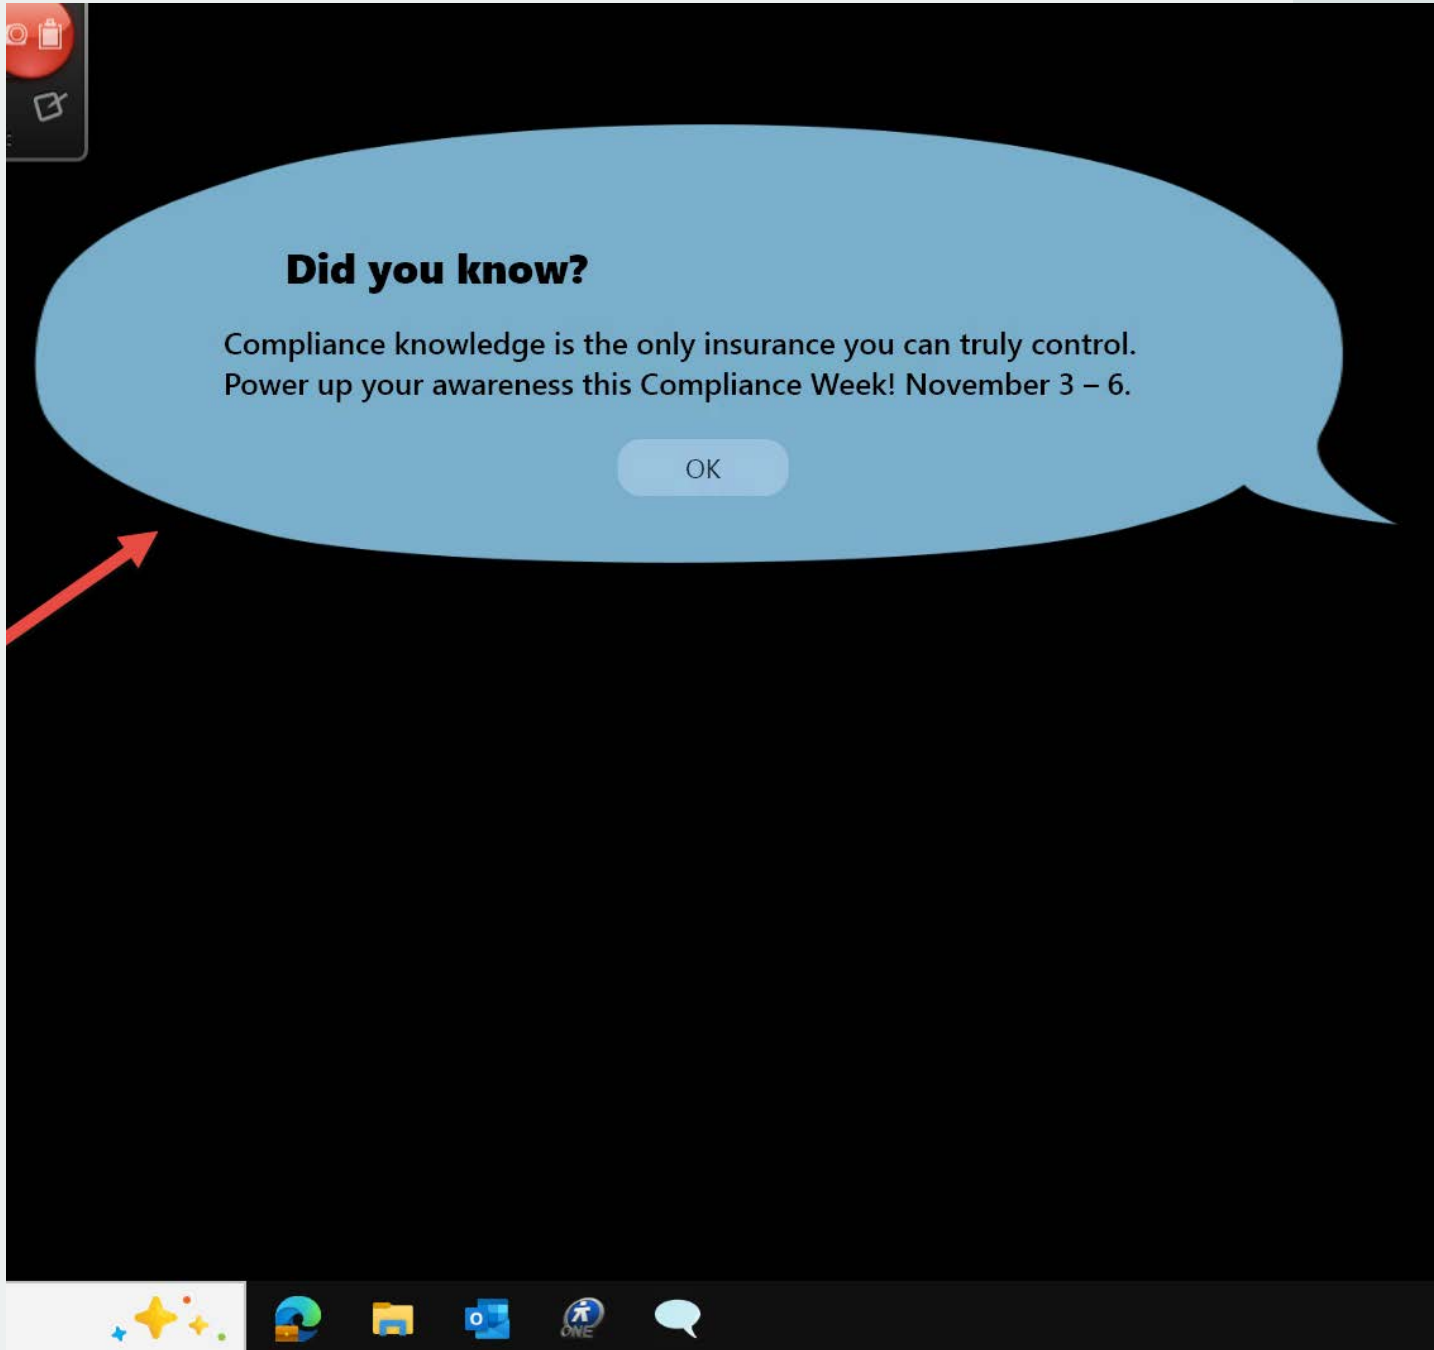 E
Did you know?
Compliance knowledge is the only insurance you can truly control.
Power up your awareness this Compliance Week! November 3 – 6.
OK
O
ONE